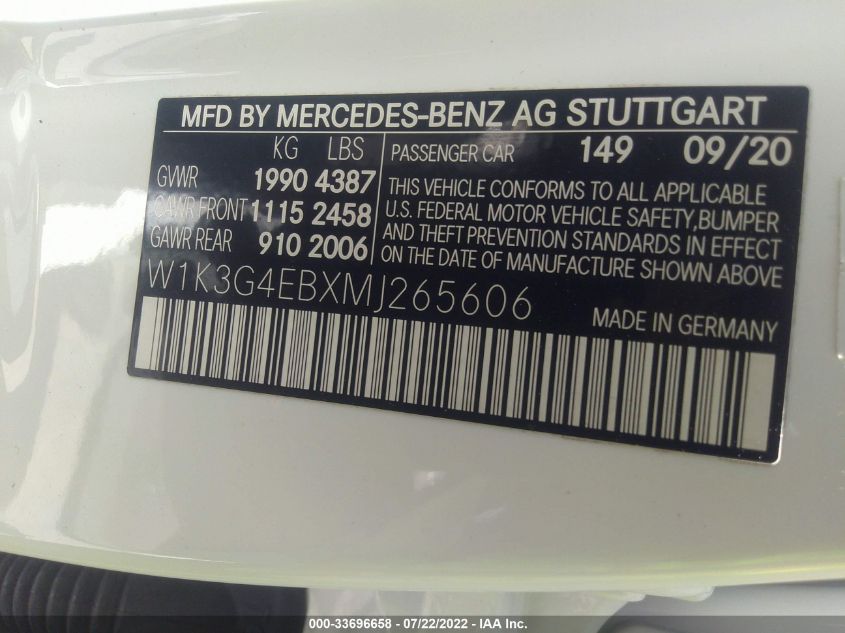 MFD BY MERCEDES-BENZ AG STUTTGART
KG LBS
GVWR 1990 4387
GAWR FRONT 1115 2458
GAWR REAR 910 2006
PASSENGER CAR 149 09/20
THIS VEHICLE CONFORMS TO ALL APPLICABLE
U.S. FEDERAL MOTOR VEHICLE SAFETY,BUMPER
AND THEFT PREVENTION STANDARDS IN EFFECT
ON THE DATE OF MANUFACTURE SHOWN ABOVE
W1K3G4EBXMJ265606
MADE IN GERMANY
000-33696658 - 07/22/2022 - IAA Inc.